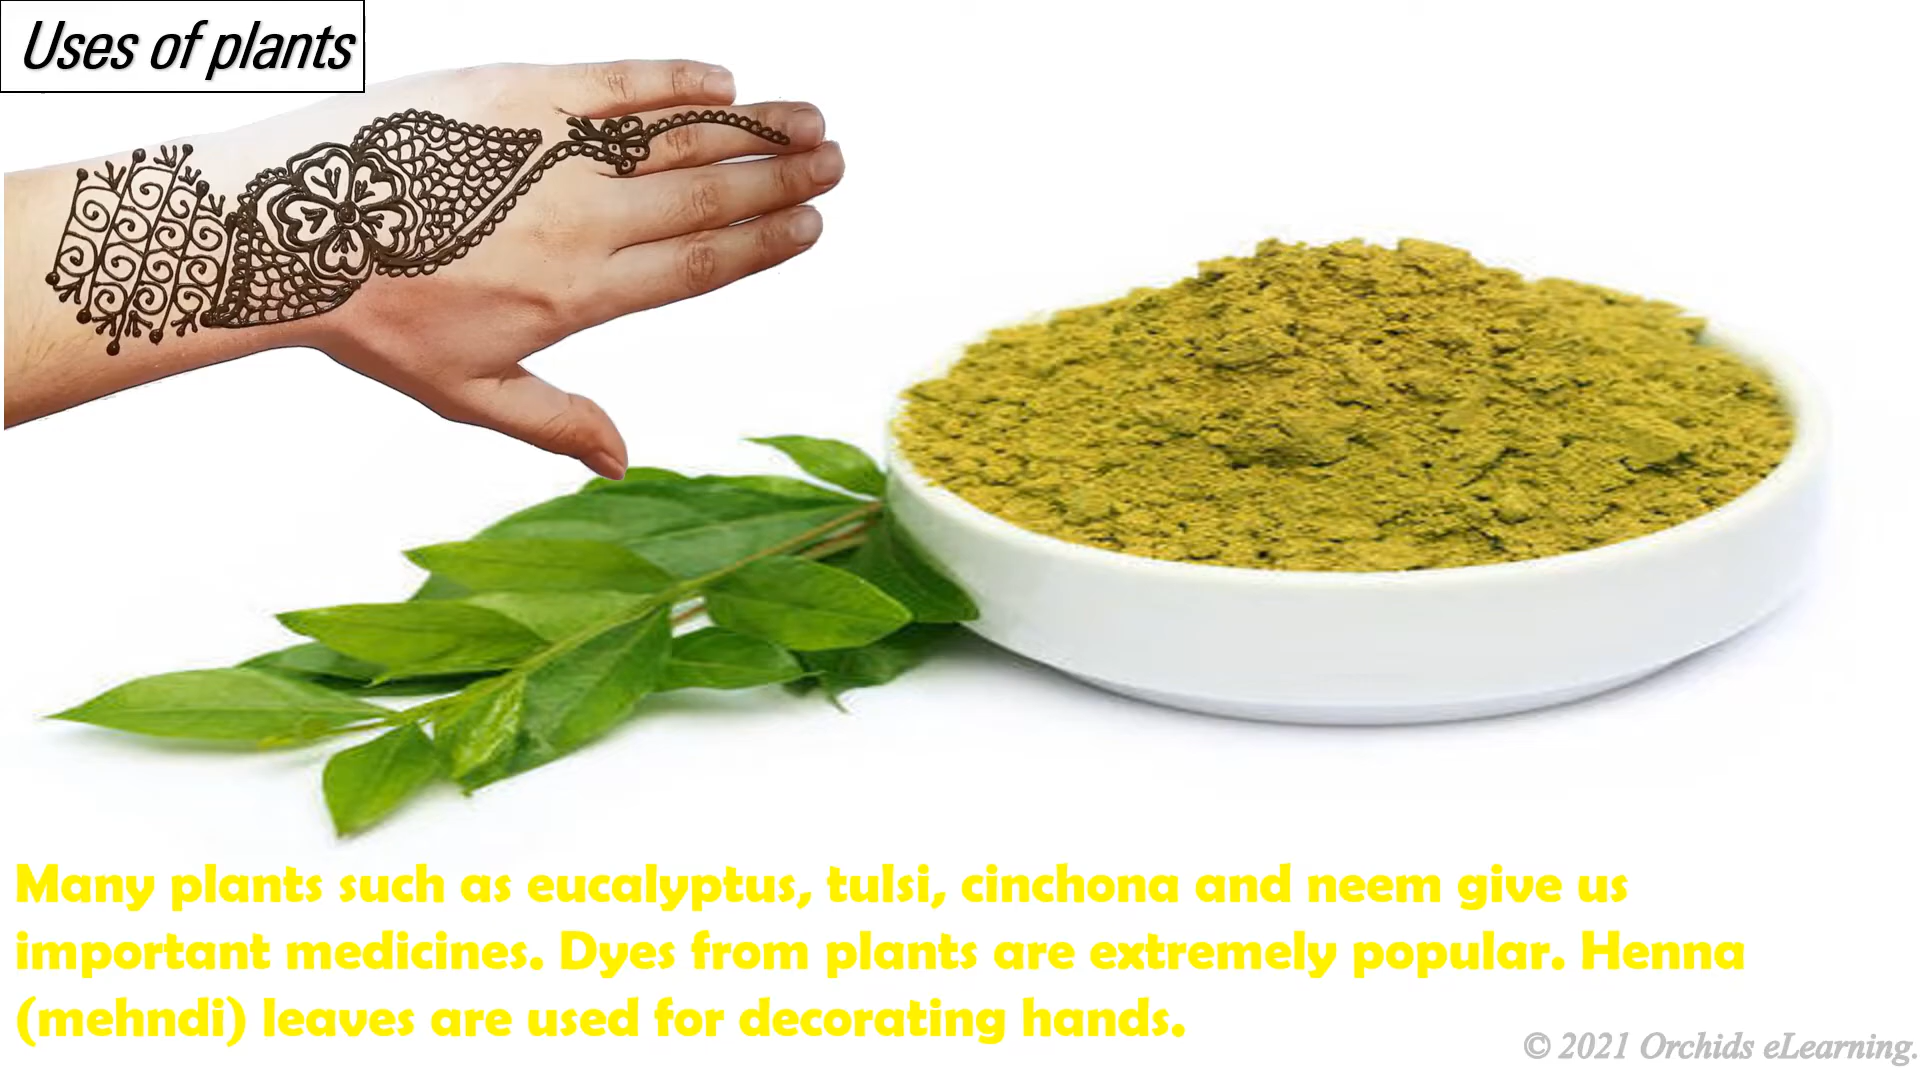 Uses of plants
Many plants such as eucalyptus, tulsi, cinchona and neem give us
important medicines. Dyes from plants are extremely popular. Henna
(mehndi) leaves are used for decorating hands.
© 2021 Orchids eLearning.